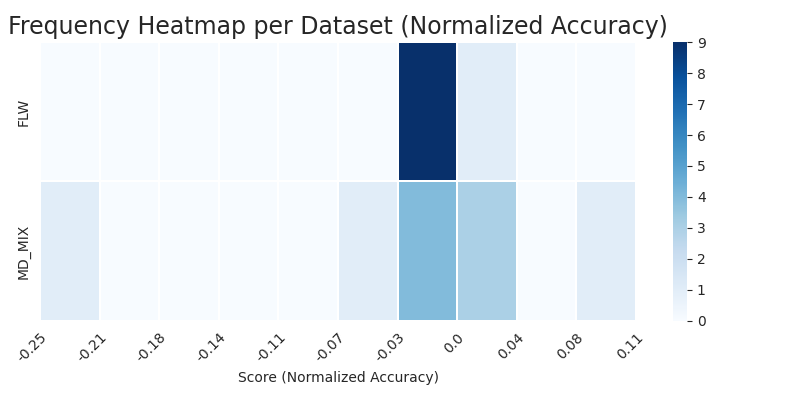 Frequency Heatmap per Dataset (Normalized Accuracy)
FLW
MD_MIX
-0.25 -0.21 -0.18 -0.14 -0.11 -0.07 -0.03 0.0 0.04 0.08 0.11
Score (Normalized Accuracy)
9
8
7
6
5
4
3
2
1
0